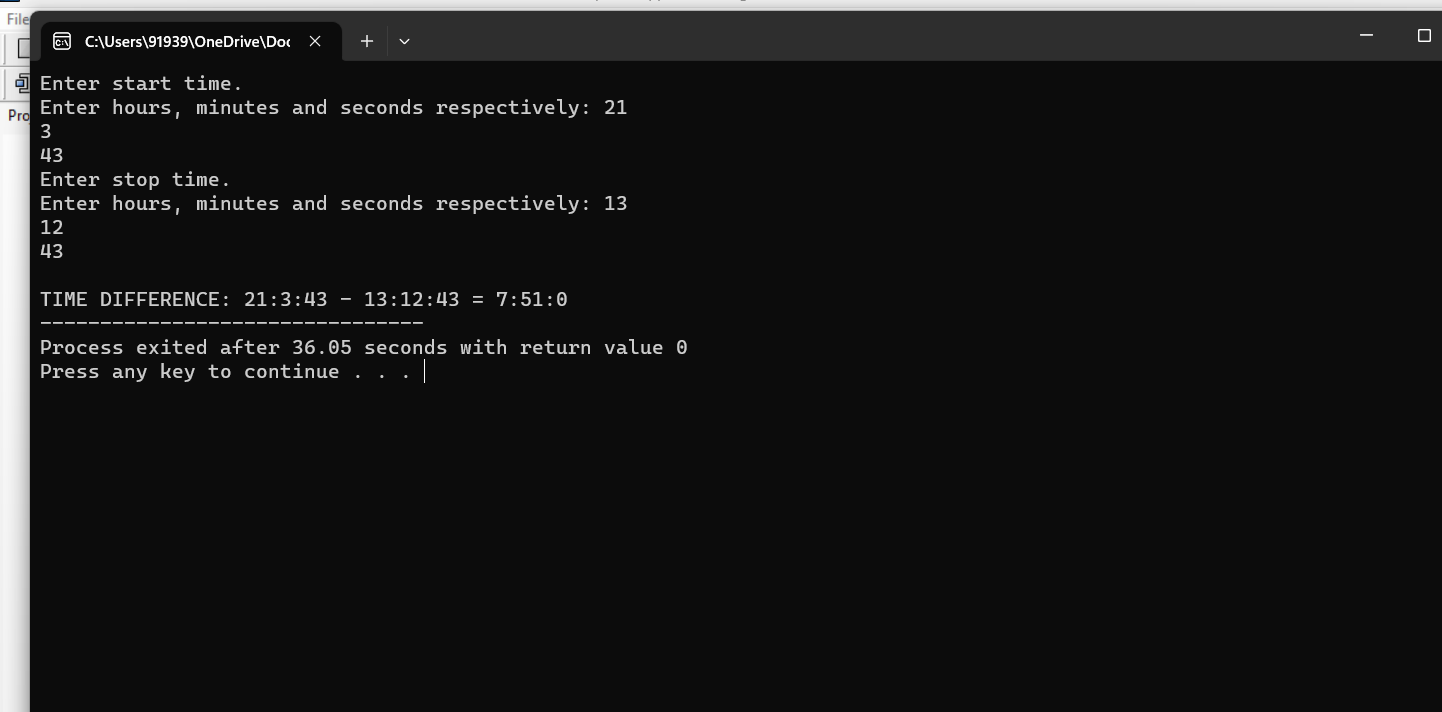 File
C:\Users\91939\OneDrive\Doc
Pro
Enter start time.
Enter hours, minutes and seconds respectively: 21
3
43
Enter stop time.
Enter hours, minutes and seconds respectively: 13
12
43
TIME DIFFERENCE: 21:3:43 - 13:12:43 = 7:51:0
--------------------------------
Process exited after 36.05 seconds with return value 0
Press any key to continue . . .